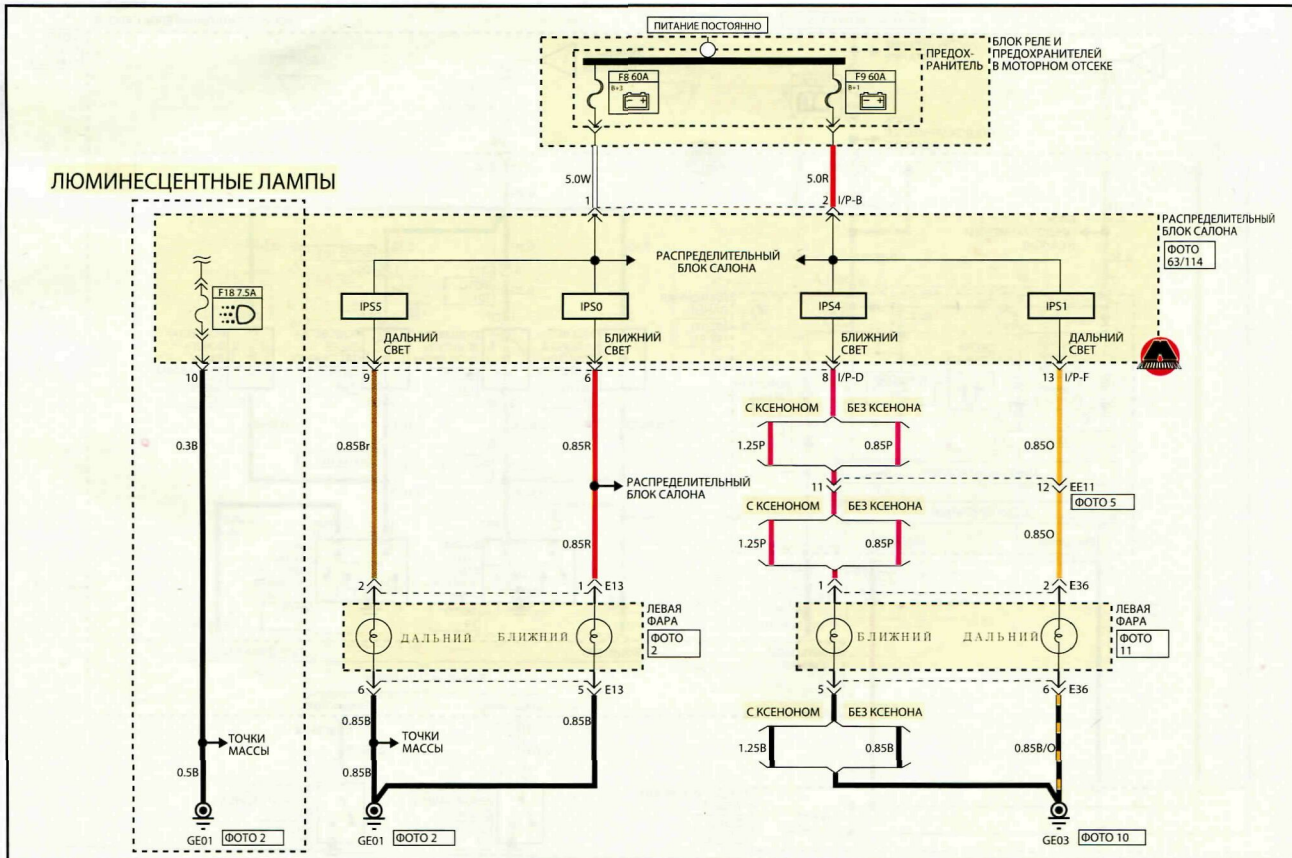 ПИТАНИЕ ПОСТОЯННО
БЛОК РЕЛЕ И
ПРЕДОХРАНИТЕЛЕЙ
В МОТОРНОМ ОТСЕКЕ
ПРЕДОХ-
РАНИТЕЛЬ
F8 60A
B+3
F9 60A
B+1
ЛЮМИНЕСЦЕНТНЫЕ ЛАМПЫ
5.0W
5.0R
1
2
I/P-B
РАСПРЕДЕЛИТЕЛЬНЫЙ
БЛОК САЛОНА
ФОТО
63/114
РАСПРЕДЕЛИТЕЛЬНЫЙ
БЛОК САЛОНА
F18 7.5A
IPS5
IPS0
IPS4
IPS1
ДАЛЬНИЙ
СВЕТ
БЛИЖНИЙ
СВЕТ
БЛИЖНИЙ
СВЕТ
ДАЛЬНИЙ
СВЕТ
10
9
6
8
I/P-D
13
I/P-F
С КСЕНОНОМ
БЕЗ КСЕНОНА
0.3B
0.85Br
0.85R
1.25P
0.85P
0.85O
РАСПРЕДЕЛИТЕЛЬНЫЙ
БЛОК САЛОНА
11
12
EE11
ФОТО 5
С КСЕНОНОМ
БЕЗ КСЕНОНА
0.85R
1.25P
0.85P
0.85O
2
1
E13
1
2
E36
ЛЕВАЯ
ФАРА
ФОТО
2
ДАЛЬНИЙ
БЛИЖНИЙ
БЛИЖНИЙ
ДАЛЬНИЙ
ЛЕВАЯ
ФАРА
ФОТО
11
6
5
E13
5
6
E36
С КСЕНОНОМ
БЕЗ КСЕНОНА
0.85B
0.85B
1.25B
0.85B
0.85B/O
ТОЧКИ
МАССЫ
ТОЧКИ
МАССЫ
0.5B
0.85B
GE01
ФОТО 2
GE01
ФОТО 2
GE03
ФОТО 10